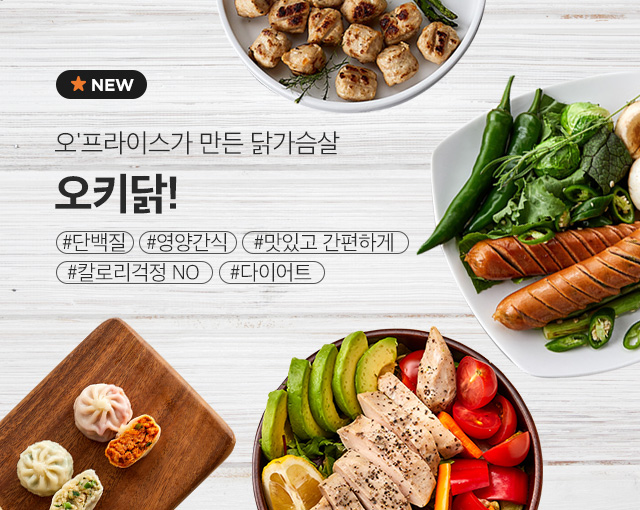 NEW
오'프라이스가 만든 닭가슴살
오키닭!
#단백질 #영양간식 #맛있고 간편하게
#칼로리걱정 NO #다이어트